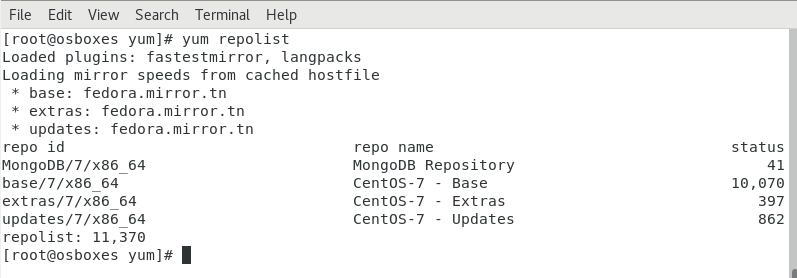 File Edit View Search Terminal Help
[root@osboxes yum]# yum repolist
Loaded plugins: fastestmirror, langpacks
Loading mirror speeds from cached hostfile
 * base: fedora.mirror.tn
 * extras: fedora.mirror.tn
 * updates: fedora.mirror.tn
repo id                                repo name                                 status
MongoDB/7/x86_64                       MongoDB Repository                            41
base/7/x86_64                          CentOS-7 - Base                           10,070
extras/7/x86_64                        CentOS-7 - Extras                            397
updates/7/x86_64                       CentOS-7 - Updates                           862
repolist: 11,370
[root@osboxes yum]#